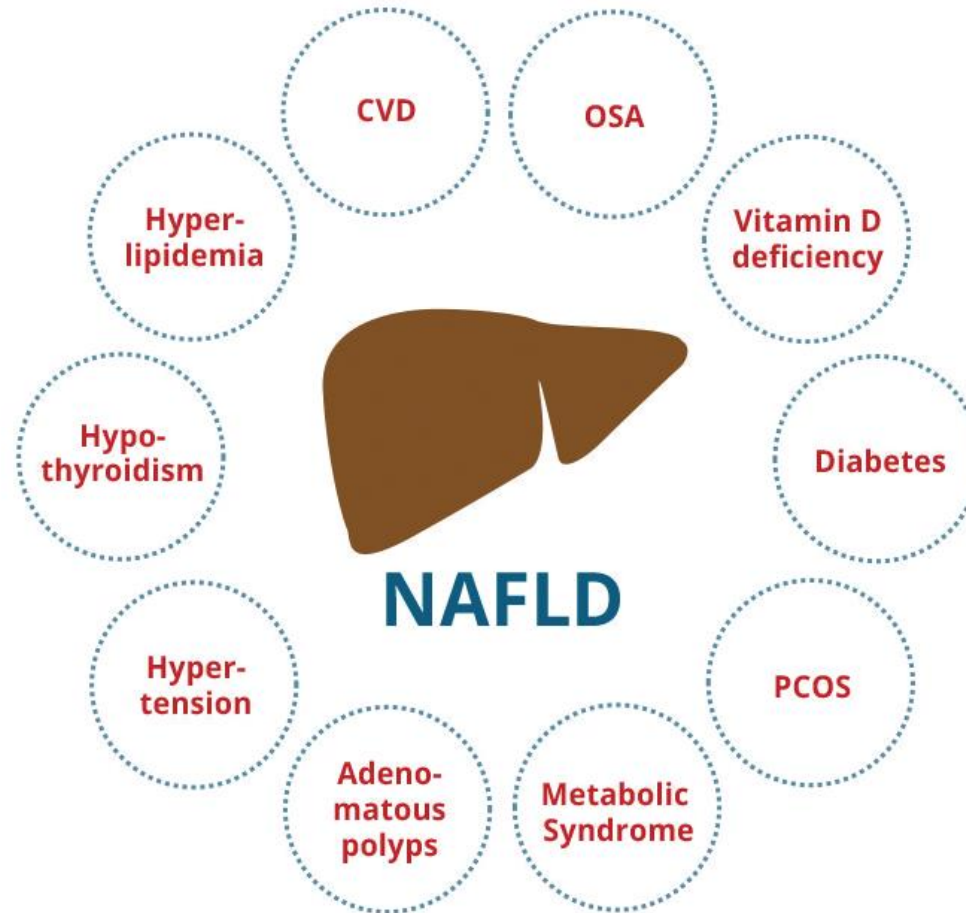 CVD
OSA
Hyper-
lipidemia
Vitamin D
deficiency
Hypo-
thyroidism
Diabetes
NAFLD
Hyper-
tension
PCOS
Adeno-
matous
polyps
Metabolic
Syndrome